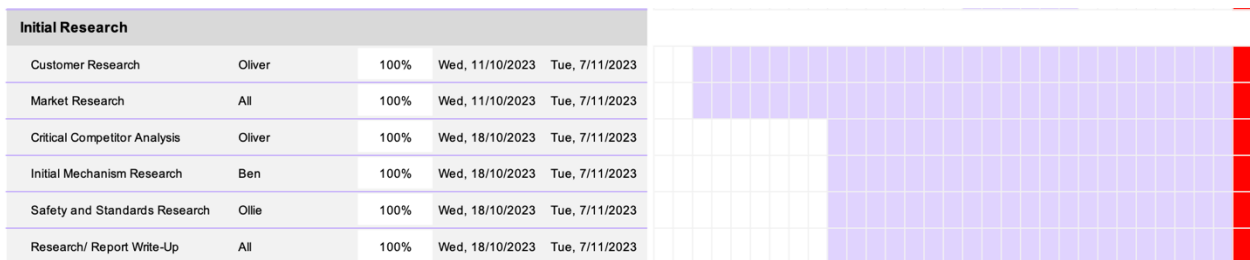 Initial Research
Customer Research Oliver 100% Wed, 11/10/2023 Tue, 7/11/2023
Market Research All 100% Wed, 11/10/2023 Tue, 7/11/2023
Critical Competitor Analysis Oliver 100% Wed, 18/10/2023 Tue, 7/11/2023
Initial Mechanism Research Ben 100% Wed, 18/10/2023 Tue, 7/11/2023
Safety and Standards Research Ollie 100% Wed, 18/10/2023 Tue, 7/11/2023
Research/ Report Write-Up All 100% Wed, 18/10/2023 Tue, 7/11/2023